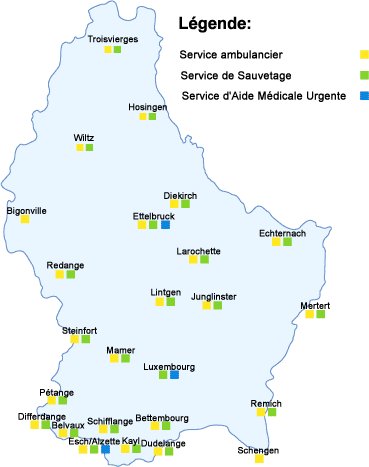 Légende:
Service ambulancier
Service de Sauvetage
Service d'Aide Médicale Urgente
Troisvierges
Hosingen
Wiltz
Diekirch
Bigonville
Ettelbruck
Echternach
Larochette
Redange
Lintgen
Junglinster
Mertert
Steinfort
Mamer
Luxembourg
Pétange
Remich
Differdange
Belvaux
Schifflange
Bettembourg
Esch/Alzette
Kayl
Dudelange
Schengen